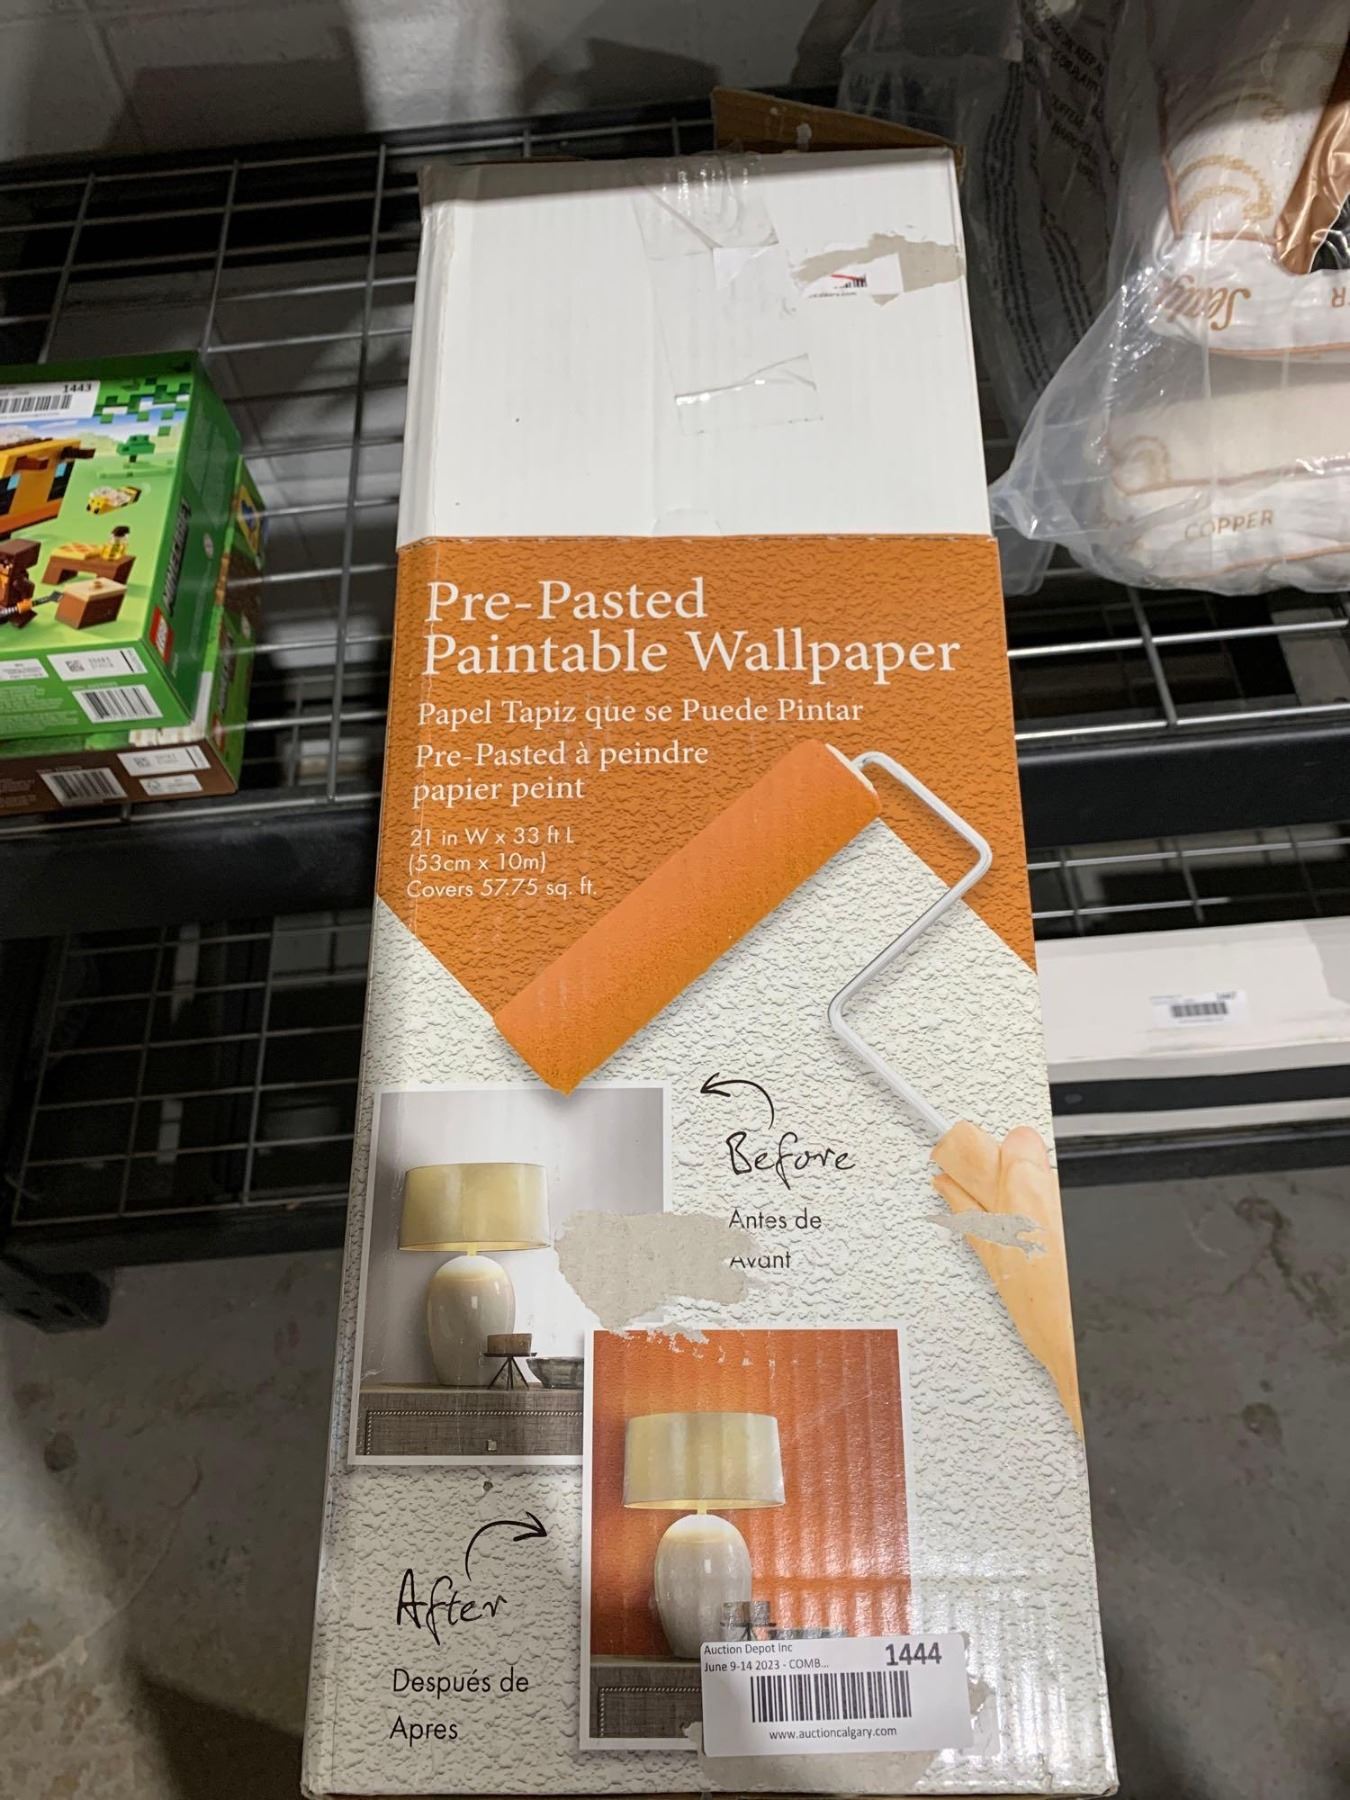 1443
MINECRAFT
LEGO
COPPER
Pre-Pasted
Paintable Wallpaper
Papel Tapiz que se Puede Pintar
Pre-Pasted à peindre
papier peint
21 in W x 33 ft L
(53cm x 10m)
Covers 57.75 sq. ft.
Before
Antes de
Avant
After
Después de
Apres
Auction Depot Inc
1444
June 9-14 2023 - COMB...
www.auctioncalgary.com